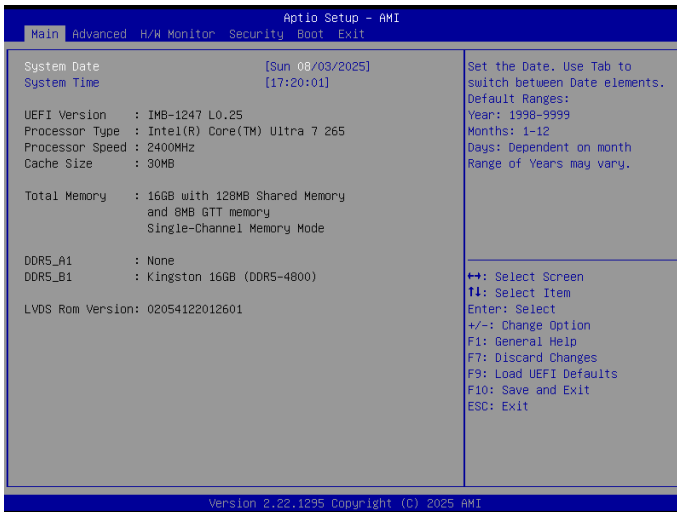 Aptio Setup - AMI
Main Advanced H/W Monitor Security Boot Exit
System Date [Sun 08/03/2025]
System Time [17:20:01]
UEFI Version : IMB-1247 L0.25
Processor Type : Intel(R) Core(TM) Ultra 7 265
Processor Speed : 2400MHz
Cache Size : 30MB
Total Memory : 16GB with 128MB Shared Memory
and 8MB GTT memory
Single-Channel Memory Mode
DDR5_A1 : None
DDR5_B1 : Kingston 16GB (DDR5-4800)
LVDS Rom Version: 02054122012601
Set the Date. Use Tab to
switch between Date elements.
Default Ranges:
Year: 1998-9999
Months: 1-12
Days: Dependent on month
Range of Years may vary.
↔: Select Screen
↑↓: Select Item
Enter: Select
+/-: Change Option
F1: General Help
F7: Discard Changes
F9: Load UEFI Defaults
F10: Save and Exit
ESC: Exit
Version 2.22.1295 Copyright (C) 2025 AMI